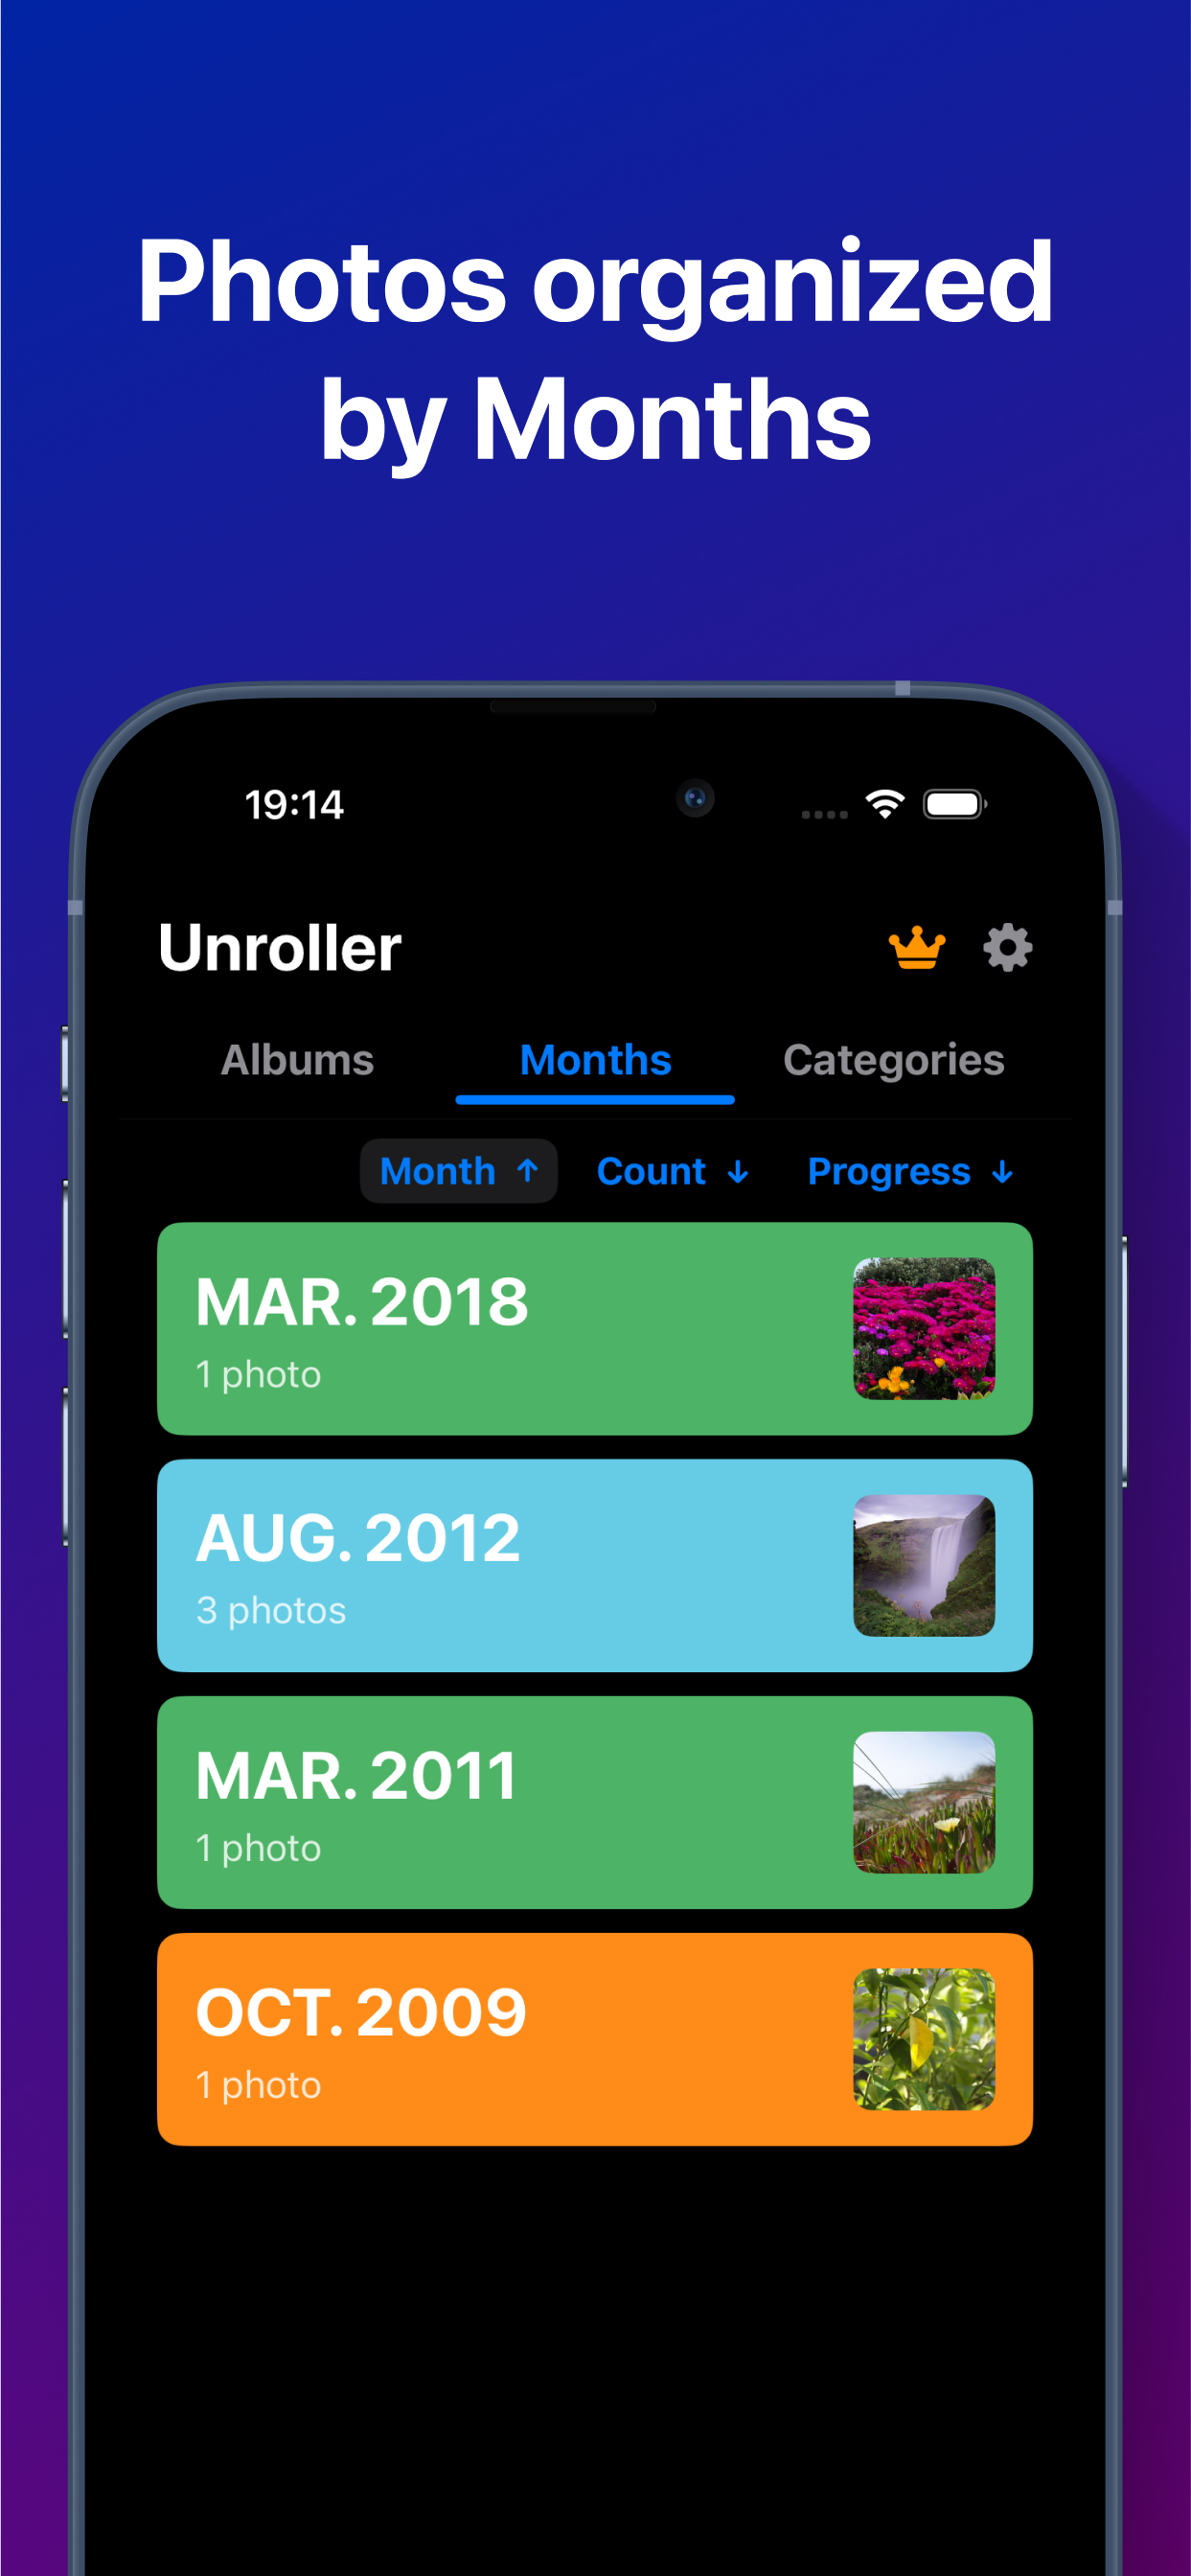 Photos organized
by Months
19:14
Unroller
Albums Months Categories
Month ↑ Count ↓ Progress ↓
MAR. 2018
1 photo
AUG. 2012
3 photos
MAR. 2011
1 photo
OCT. 2009
1 photo